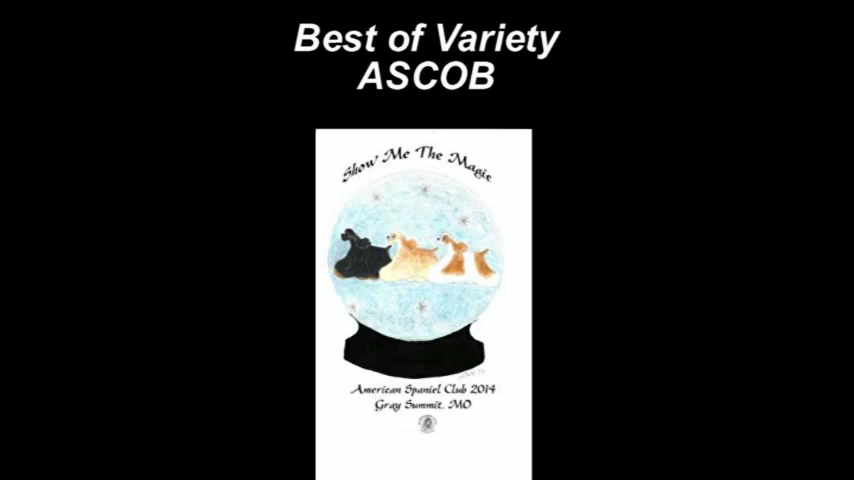 Best of Variety
ASCOB
Show Me The Magic
American Spaniel Club 2014
Gray Summit, MO